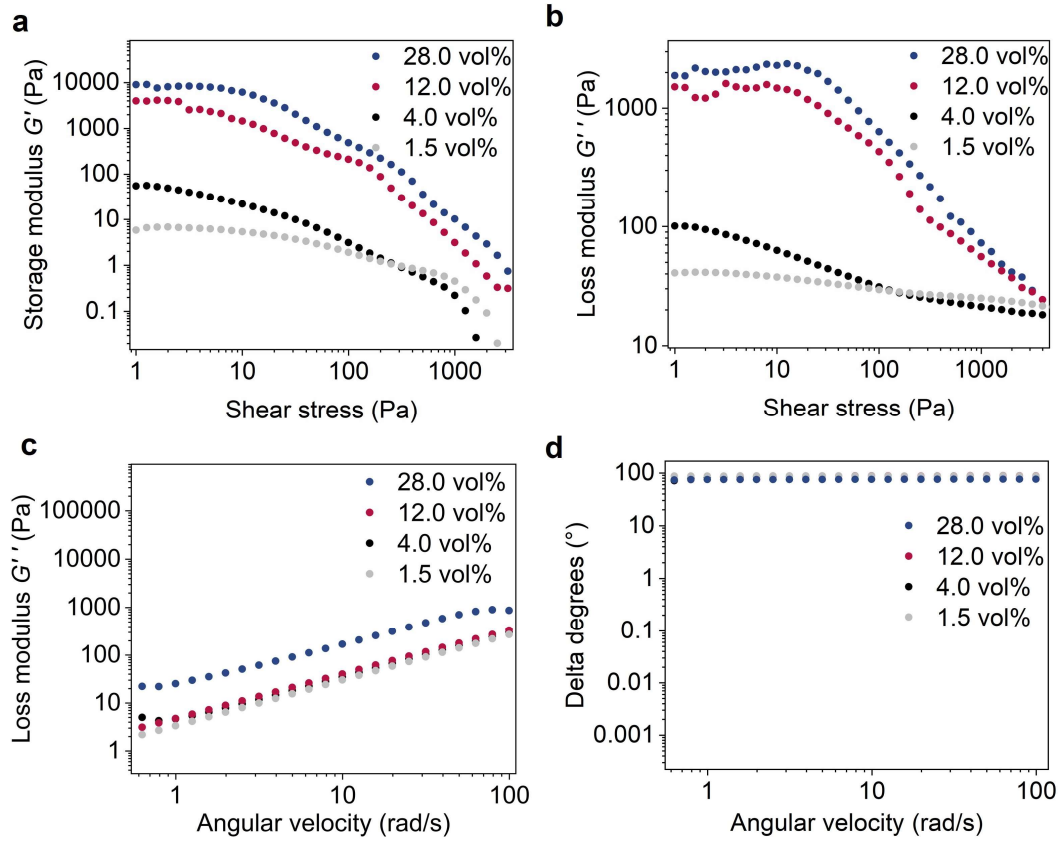 a
Storage modulus G′ (Pa)
10000
1000
100
10
1
0.1
28.0 vol%
12.0 vol%
4.0 vol%
1.5 vol%
1 10 100 1000
Shear stress (Pa)
b
Loss modulus G′′ (Pa)
1000
100
10
28.0 vol%
12.0 vol%
4.0 vol%
1.5 vol%
1 10 100 1000
Shear stress (Pa)
c
Loss modulus G′′ (Pa)
100000
10000
1000
100
10
1
28.0 vol%
12.0 vol%
4.0 vol%
1.5 vol%
1 10 100
Angular velocity (rad/s)
d
Delta degrees (°)
100
10
1
0.1
0.01
0.001
28.0 vol%
12.0 vol%
4.0 vol%
1.5 vol%
1 10 100
Angular velocity (rad/s)